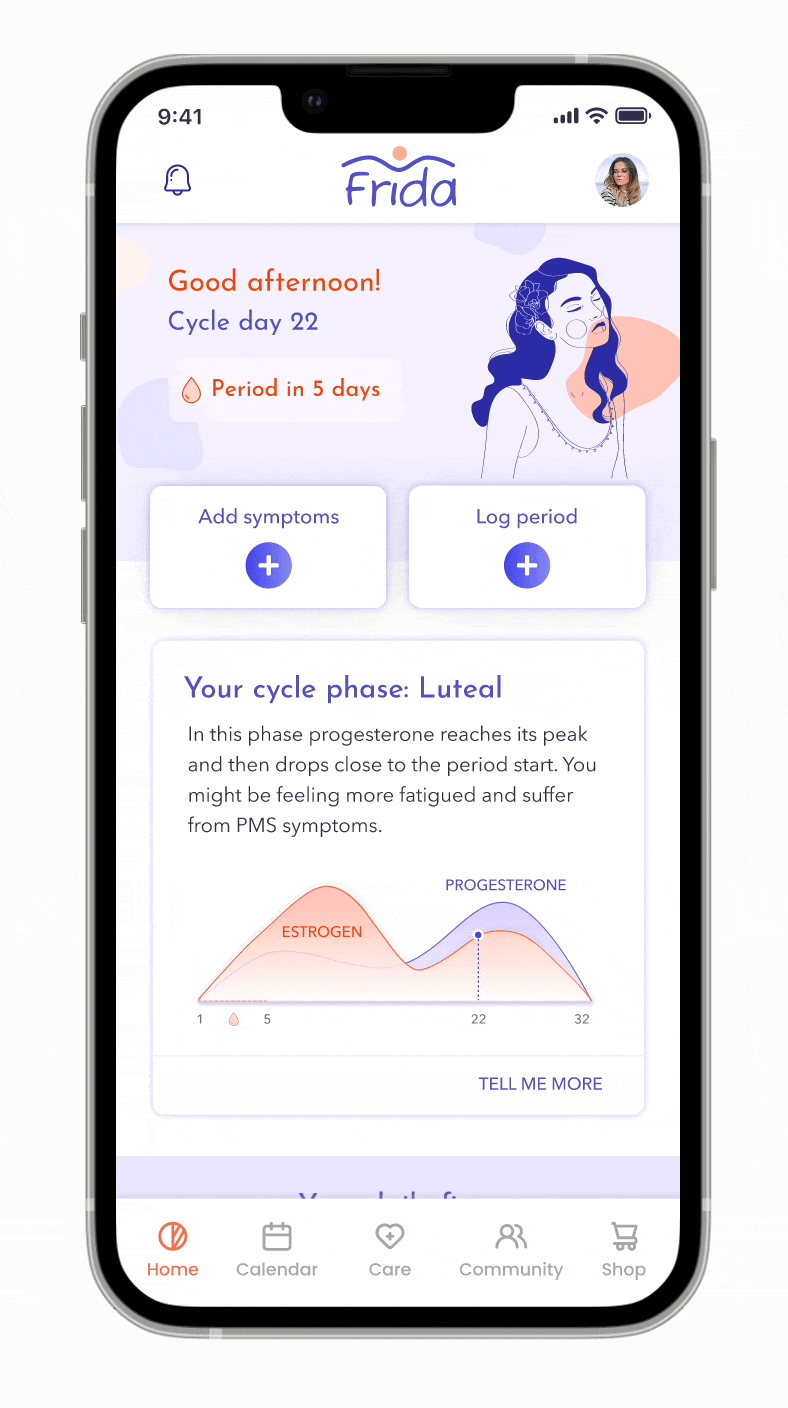 9:41
Frida
Good afternoon!
Cycle day 22
Period in 5 days
Add symptoms
Log period
Your cycle phase: Luteal
In this phase progesterone reaches its peak
and then drops close to the period start. You
might be feeling more fatigued and suffer
from PMS symptoms.
PROGESTERONE
ESTROGEN
1
5
22
32
TELL ME MORE
Home
Calendar
Care
Community
Shop